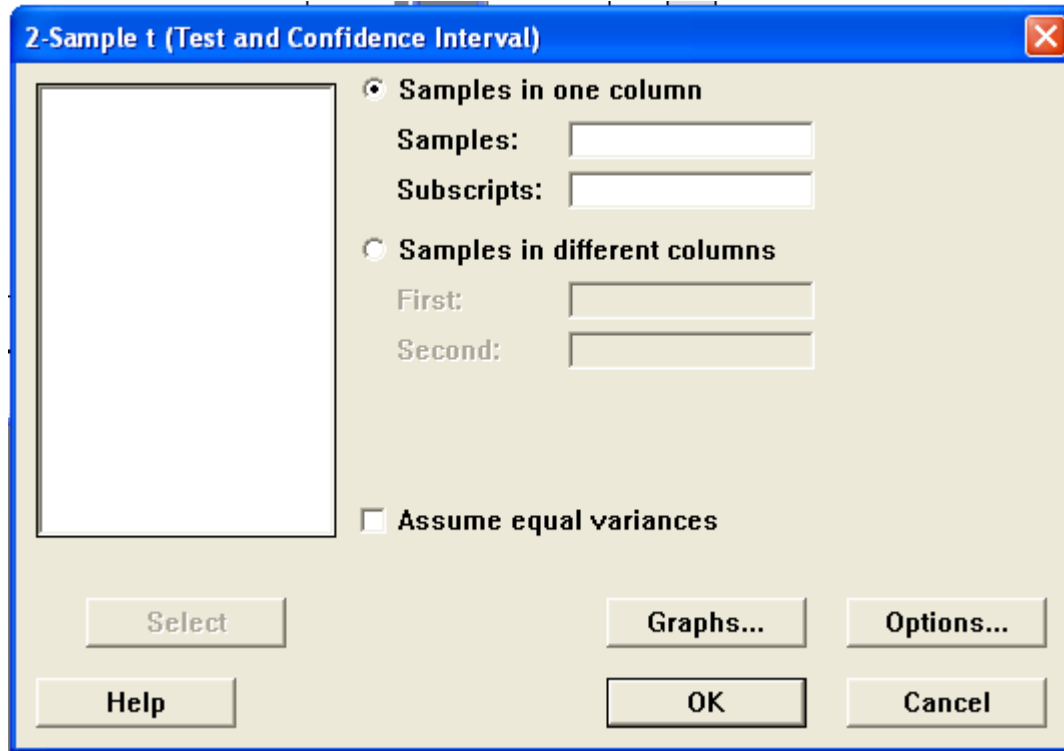 2-Sample t (Test and Confidence Interval)
Samples in one column
Samples:
Subscripts:
Samples in different columns
First:
Second:
Assume equal variances
Select
Graphs...
Options...
Help
OK
Cancel